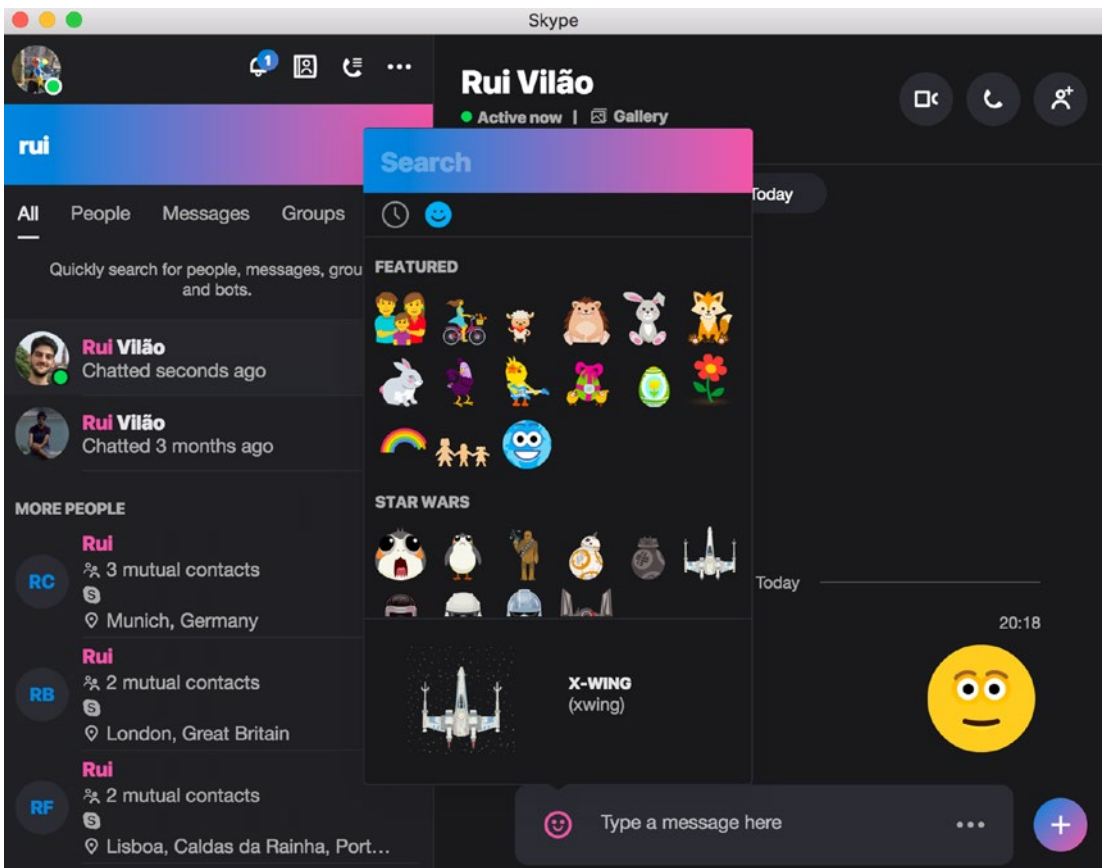 Skype
1
rui
All People Messages Groups
Quickly search for people, messages, grou
and bots.
Rui Vilão
Chatted seconds ago
Rui Vilão
Chatted 3 months ago
MORE PEOPLE
RC
Rui
3 mutual contacts
S
Munich, Germany
RB
Rui
2 mutual contacts
S
London, Great Britain
RF
Rui
2 mutual contacts
S
Lisboa, Caldas da Rainha, Port...
Rui Vilão
Active now | Gallery
Search
FEATURED
STAR WARS
X-WING
(xwing)
Today
Today
20:18
Type a message here